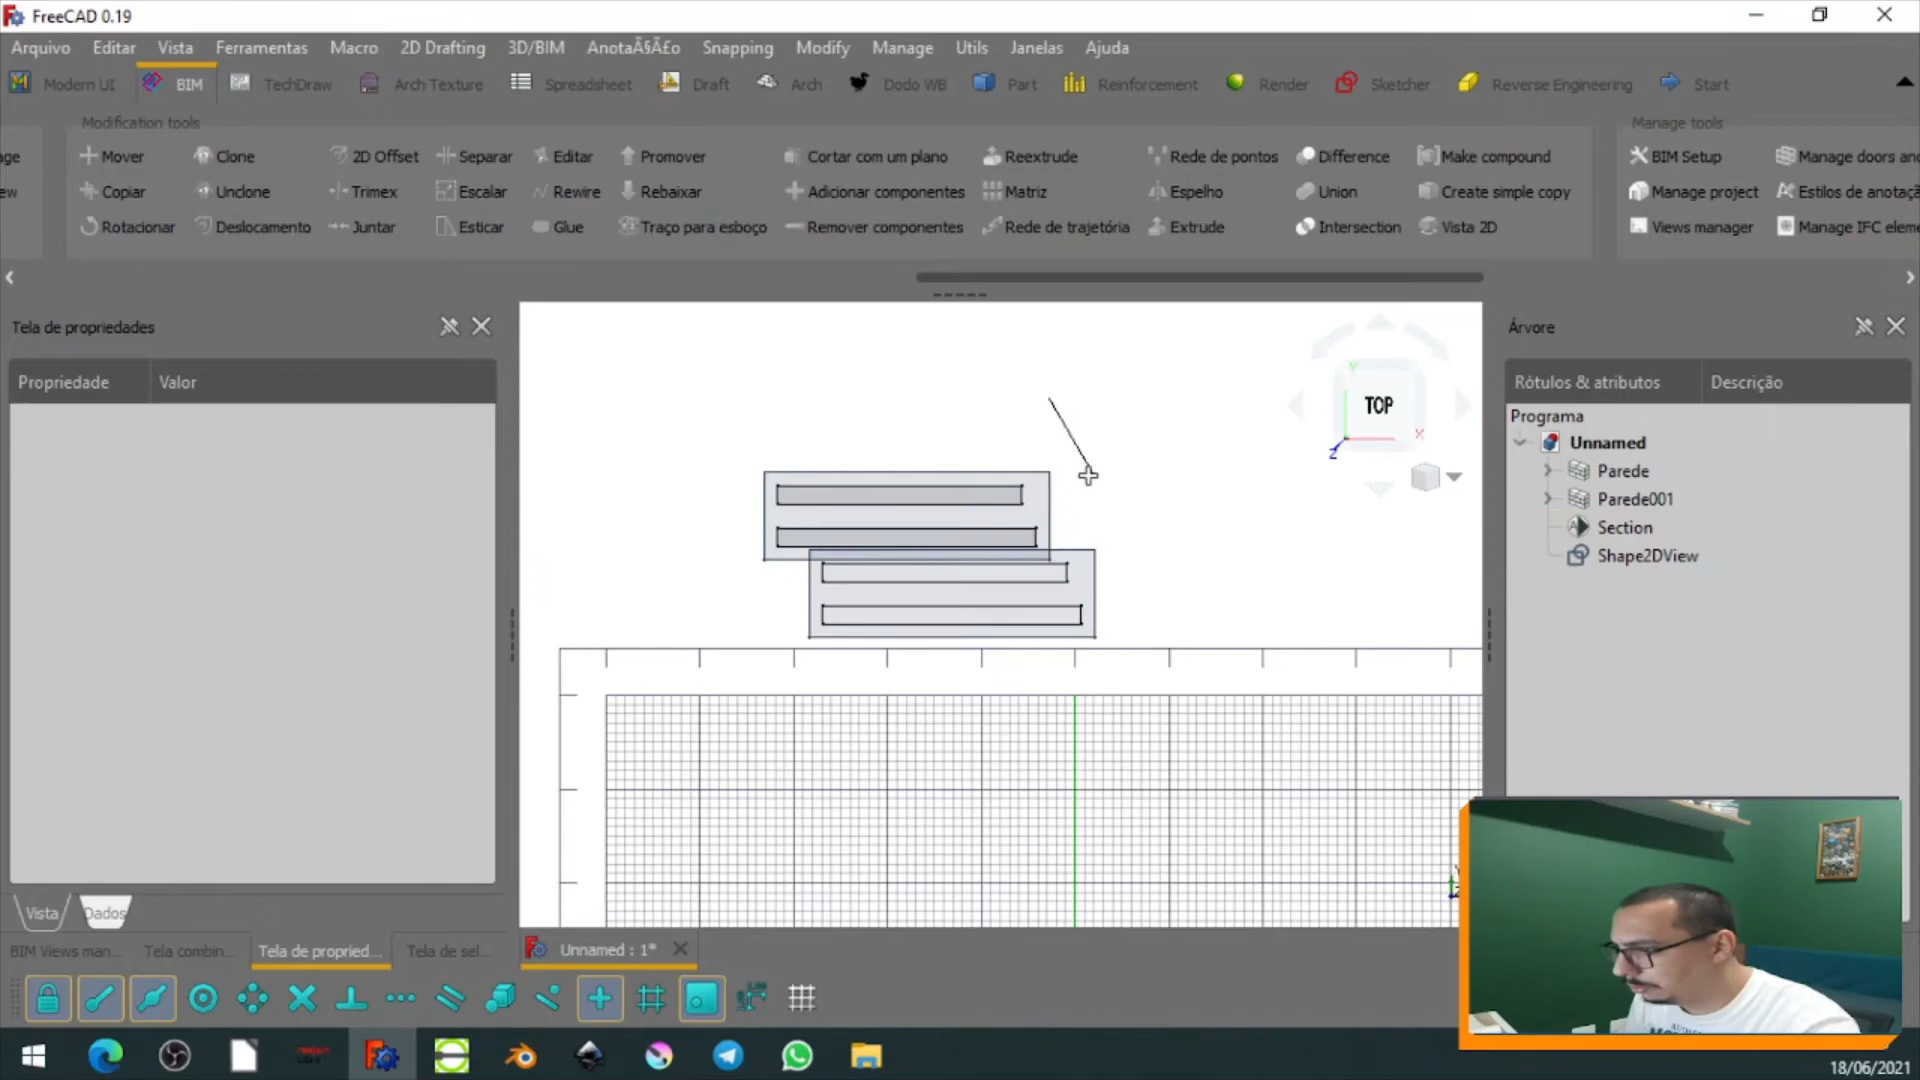 FreeCAD 0.19
Arquivo Editar Vista Ferramentas Macro 2D Drafting 3D/BIM AnotaÃ§Ã£o Snapping Modify Manage Utils Janelas Ajuda
Modern UI BIM TechDraw Arch Texture Spreadsheet Draft Arch Dodo WB Part Reinforcement Render Sketcher Reverse Engineering Start
Modification tools Manage tools
age Mover Clone 2D Offset Separar Editar Promover Cortar com um plano Reextrude Rede de pontos Difference Make compound BIM Setup Manage doors and
ew Copiar Unclone Trimex Escalar Rewire Rebaixar Adicionar componentes Matriz Espelho Union Create simple copy Manage project Estilos de anotaçã
Rotacionar Deslocamento Juntar Esticar Glue Traço para esboço Remover componentes Rede de trajetória Extrude Intersection Vista 2D Views manager Manage IFC eleme
Tela de propriedades
Propriedade Valor
TOP
Y
X
Z
Árvore
Rótulos & atributos Descrição
Programa
Unnamed
Parede
Parede001
Section
Shape2DView
Vista Dados
BIM Views man... Tela combin... Tela de propried... Tela de sel... Unnamed : 1*
18/06/2021